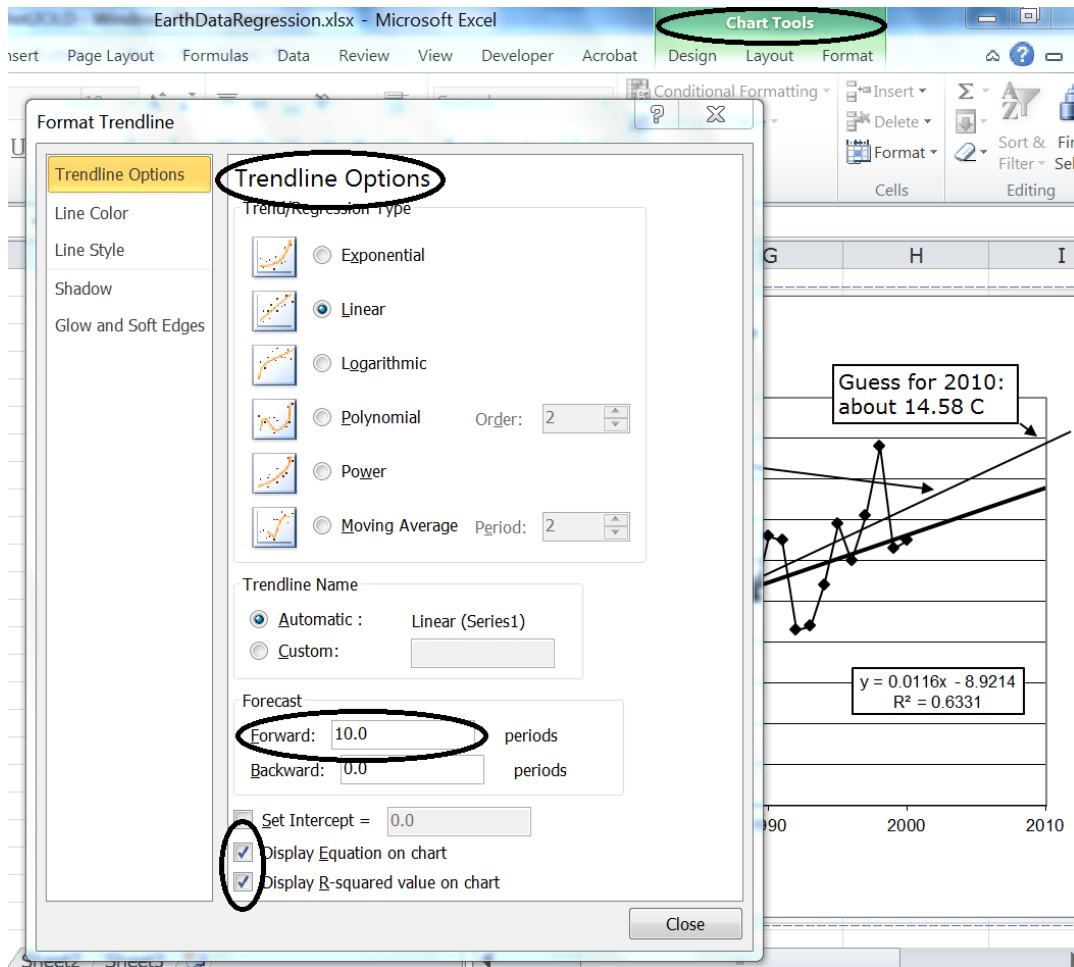 EarthDataRegression.xlsx - Microsoft Excel
Chart Tools
nsert Page Layout Formulas Data Review View Developer Acrobat Design Layout Format
Conditional Formatting Insert Σ
Delete
Format
Sort &
Filter
Cells Editing
Format Trendline
Trendline Options
Line Color
Line Style
Shadow
Glow and Soft Edges
Trendline Options
Trend/Regression Type
Exponential
Linear
Logarithmic
Polynomial Order: 2
Power
Moving Average Period: 2
Trendline Name
Automatic : Linear (Series1)
Custom:
Forecast
Forward: 10.0 periods
Backward: 0.0 periods
Set Intercept = 0.0
Display Equation on chart
Display R-squared value on chart
Close
G H I
Guess for 2010:
about 14.58 C
y = 0.0116x - 8.9214
R² = 0.6331
990 2000 2010
Sheet2 Sheet3